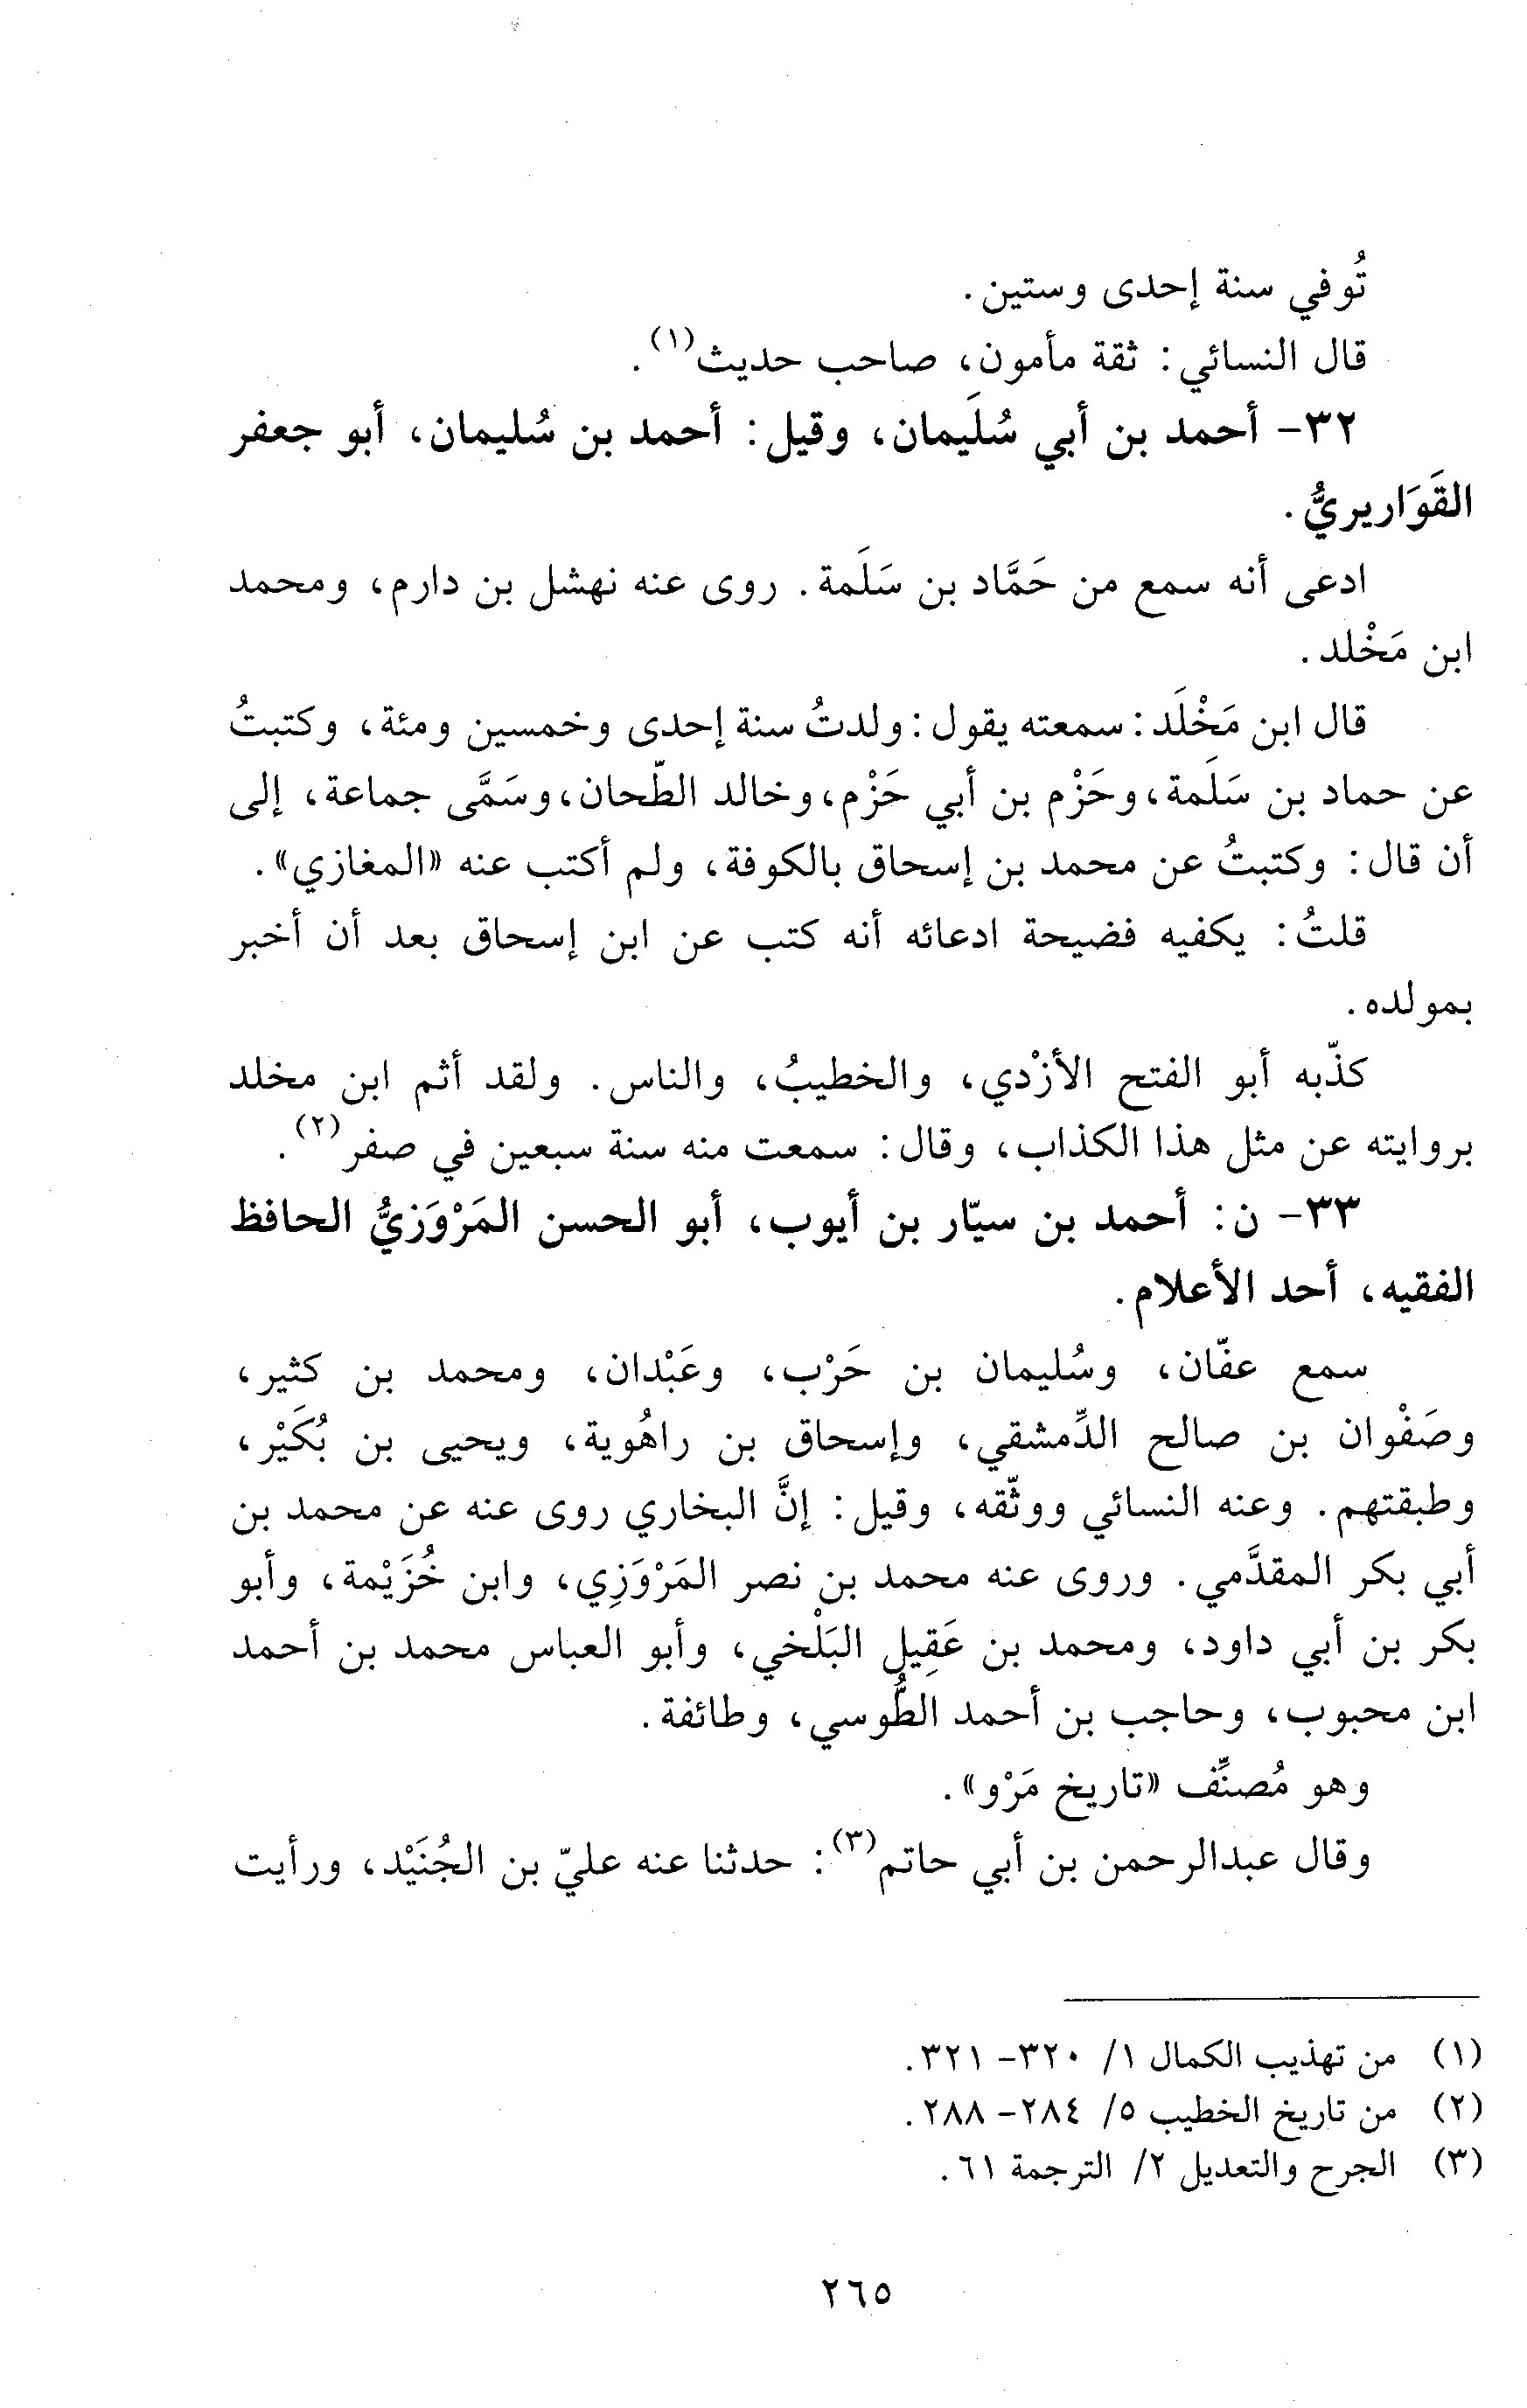 تُوفي سنة إحدى وستين.
قال النسائي: ثقة مأمون، صاحب حديث(١).
٣٢- أحمد بن أبي سُلَيمان، وقيل: أحمد بن سُليمان، أبو جعفر
القَوَاريريُّ.
ادعى أنه سمع من حَمَّاد بن سَلَمة. روى عنه نهشل بن دارم، ومحمد
ابن مَخْلد.
قال ابن مَخْلَد: سمعته يقول: ولدتُ سنة إحدى وخمسين ومئة، وكتبتُ
عن حماد بن سَلَمة، وحَزْم بن أبي حَزْم، وخالد الطّحان، وسَمَّى جماعة، إلى
أن قال: وكتبتُ عن محمد بن إسحاق بالكوفة، ولم أكتب عنه «المغازي».
قلتُ: يكفيه فضيحة ادعائه أنه كتب عن ابن إسحاق بعد أن أخبر
بمولده.
كذّبه أبو الفتح الأزْدي، والخطيبُ، والناس. ولقد أثم ابن مخلد
بروايته عن مثل هذا الكذاب، وقال: سمعت منه سنة سبعين في صفر(٢).
٣٣- ن: أحمد بن سيّار بن أيوب، أبو الحسن المَرْوَزيُّ الحافظ
الفقيه، أحد الأعلام.
سمع عفّان، وسُليمان بن حَرْب، وعَبْدان، ومحمد بن كثير،
وصَفْوان بن صالح الدِّمشقي، وإسحاق بن راهُوية، ويحيى بن بُكَيْر،
وطبقتهم. وعنه النسائي ووثّقه، وقيل: إنَّ البخاري روى عنه عن محمد بن
أبي بكر المقدَّمي. وروى عنه محمد بن نصر المَرْوَزِي، وابن خُزَيْمة، وأبو
بكر بن أبي داود، ومحمد بن عَقِيل البَلْخي، وأبو العباس محمد بن أحمد
ابن محبوب، وحاجب بن أحمد الطُّوسي، وطائفة.
وهو مُصنِّف «تاريخ مَرْو».
وقال عبدالرحمن بن أبي حاتم(٣): حدثنا عنه عليّ بن الجُنَيْد، ورأيت
(١) من تهذيب الكمال ١/ ٣٢٠- ٣٢١.
(٢) من تاريخ الخطيب ٥/ ٢٨٤- ٢٨٨.
(٣) الجرح والتعديل ٢/ الترجمة ٦١.
٢٦٥